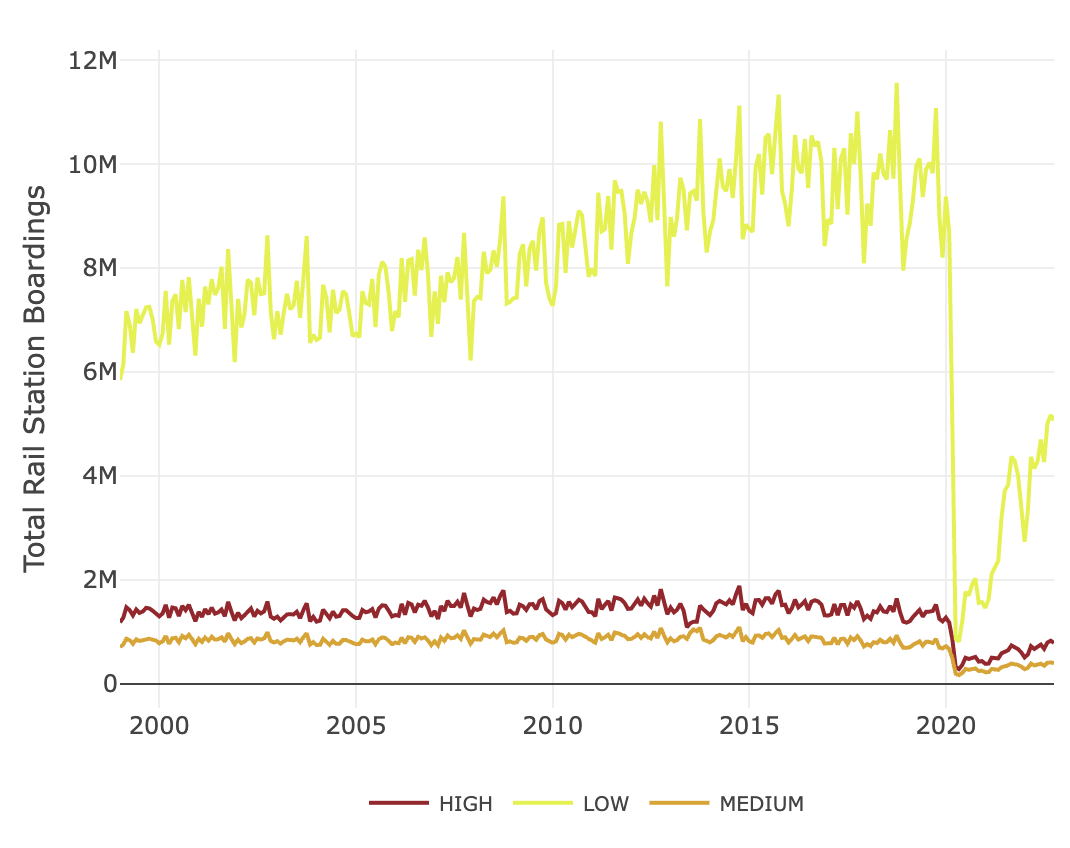 Total Rail Station Boardings
12M
10M
8M
6M
4M
2M
0
2000 2005 2010 2015 2020
HIGH LOW MEDIUM